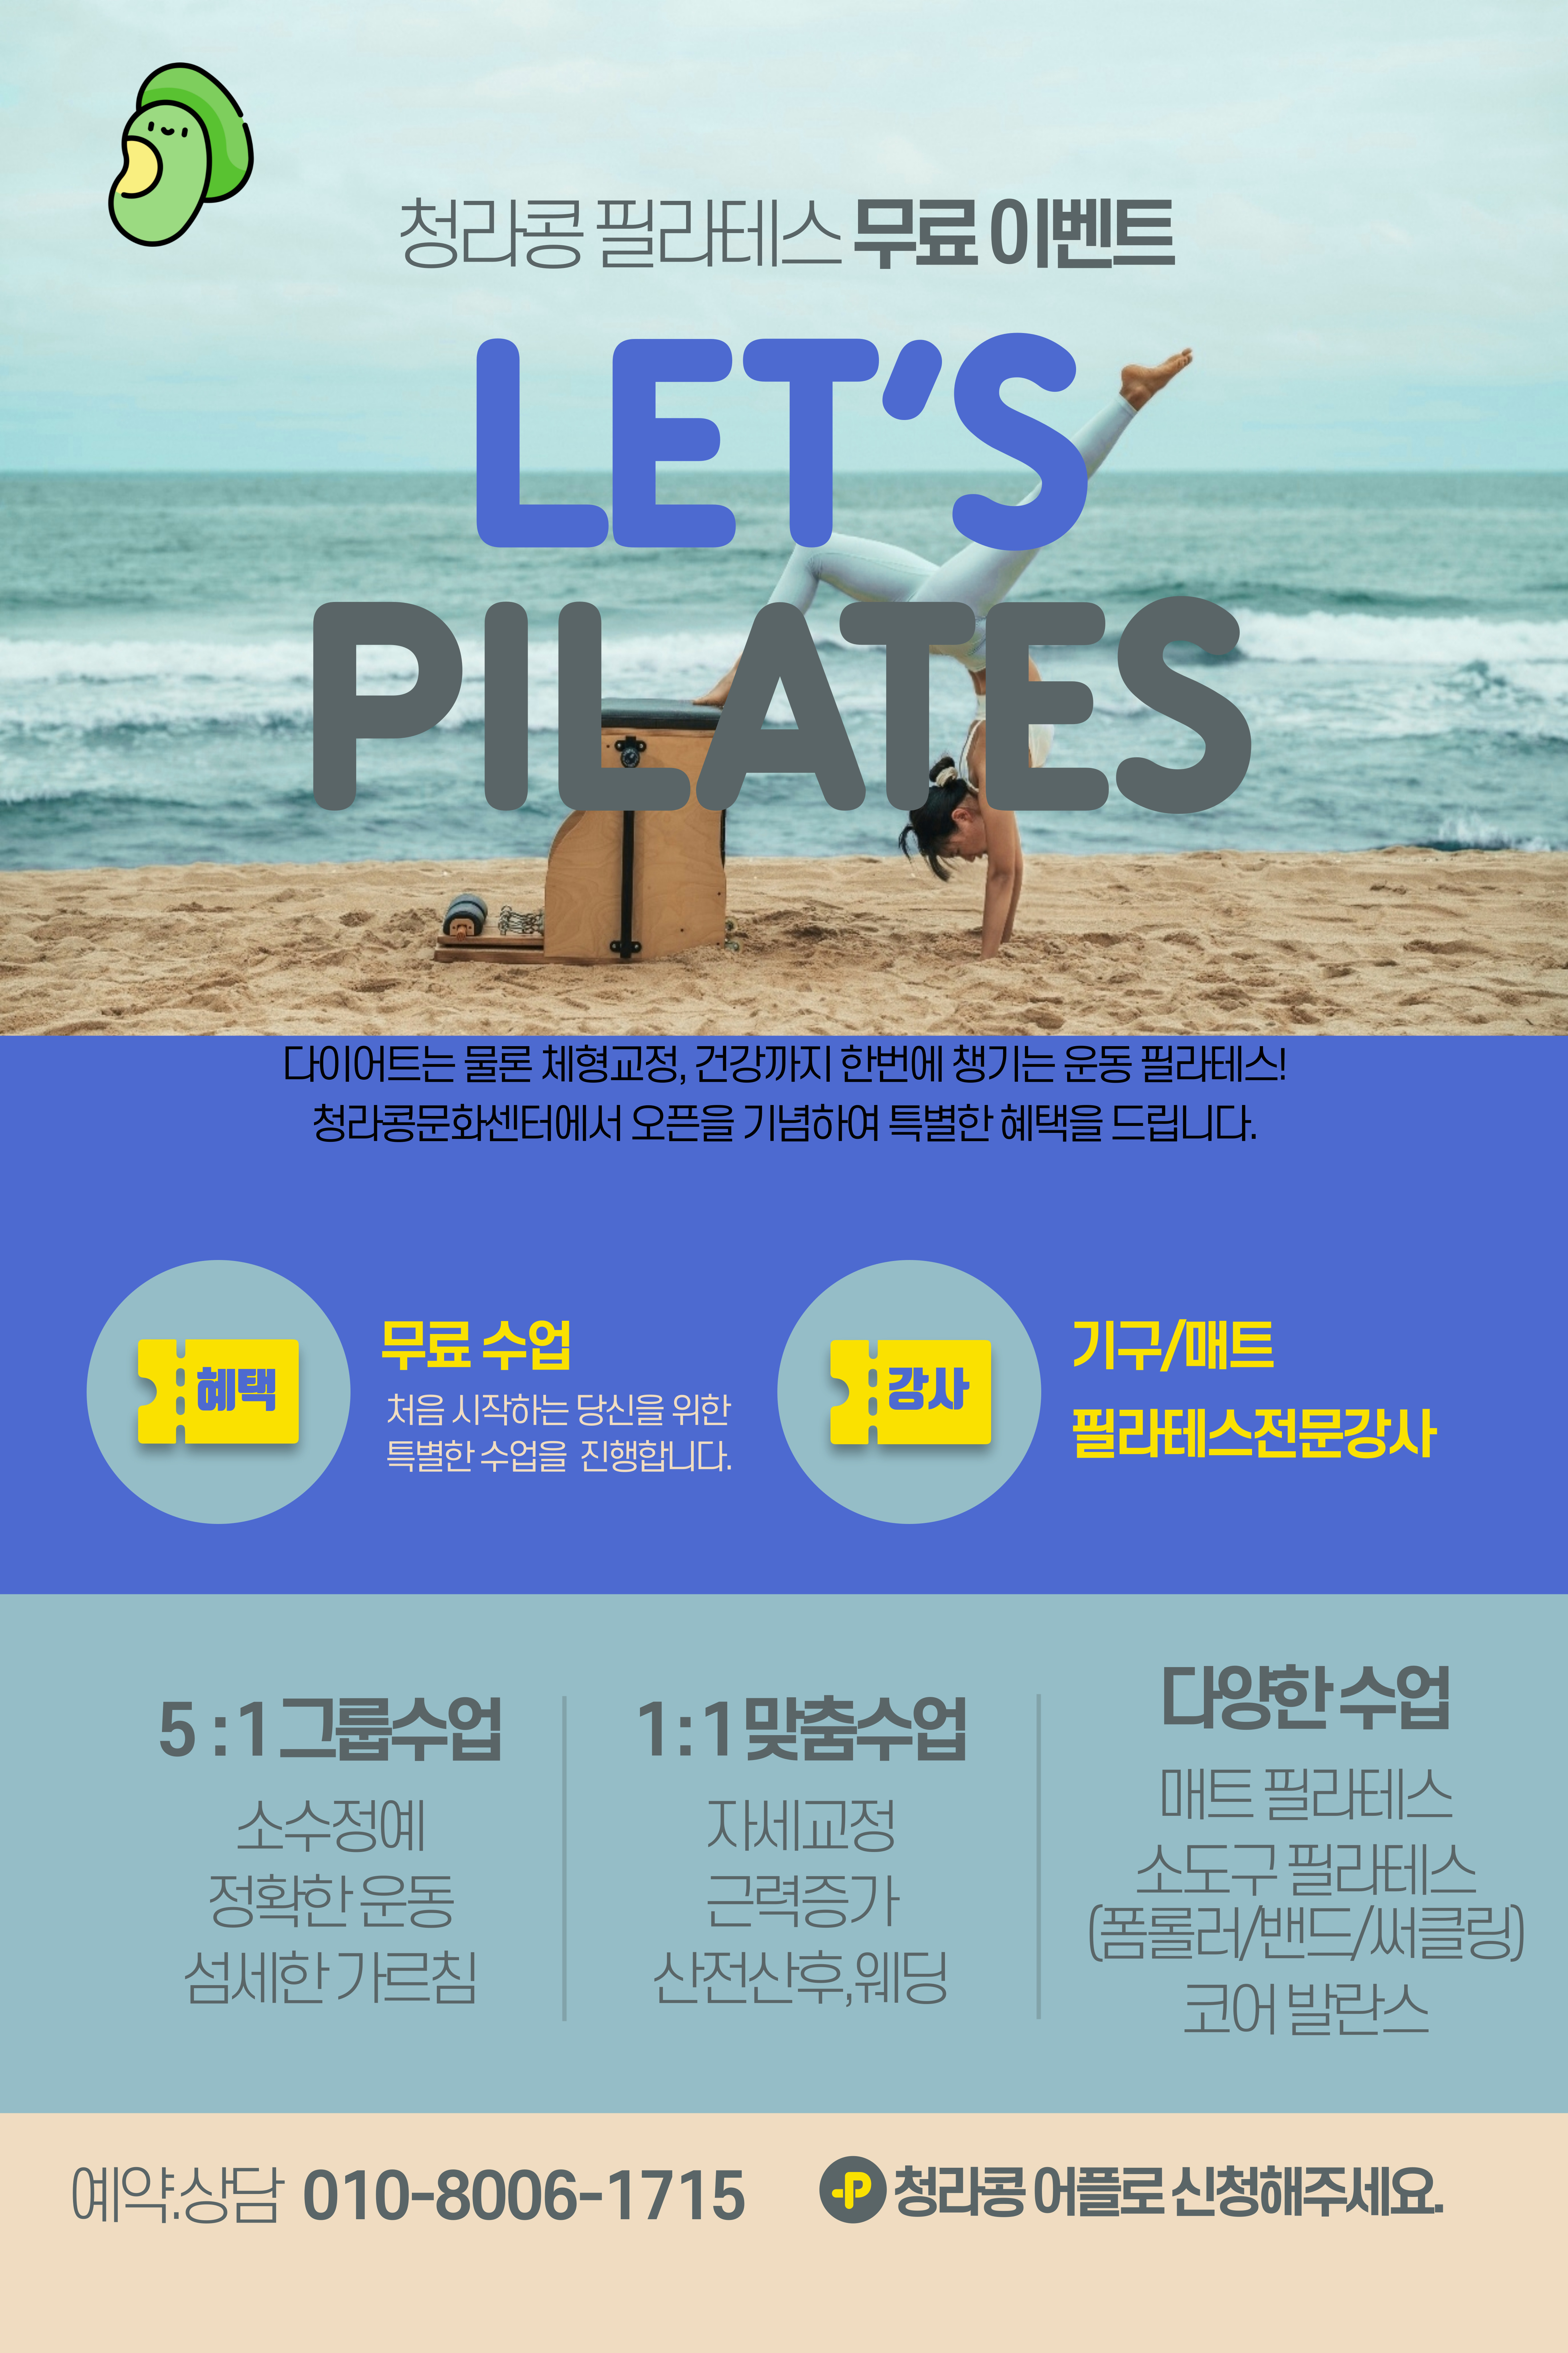 청라콩 필라테스 무료 이벤트
LET'S
PILATES
다이어트는 물론 체형교정, 건강까지 한번에 챙기는 운동 필라테스!
청라콩문화센터에서 오픈을 기념하여 특별한 혜택을 드립니다.
혜택
무료 수업
처음 시작하는 당신을 위한
특별한 수업을 진행합니다.
강사
기구/매트
필라테스전문강사
5 : 1 그룹수업
소수정예
정확한 운동
섬세한 가르침
1 : 1 맞춤수업
자세교정
근력증가
산전산후,웨딩
다양한 수업
매트 필라테스
소도구 필라테스
(폼롤러/밴드/써클링)
코어 발란스
예약.상담 010-8006-1715
P 청라콩 어플로 신청해주세요.